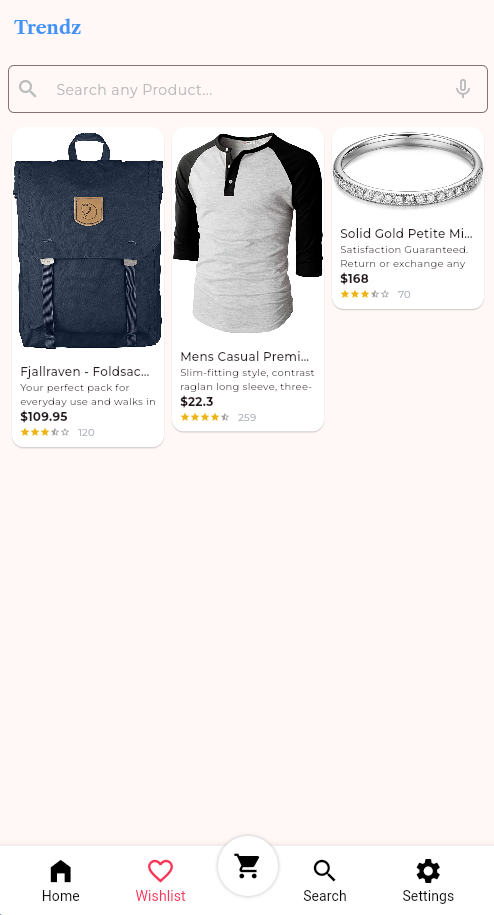 Trendz
Search any Product...
Fjallraven - Foldsac...
Your perfect pack for
everyday use and walks in
$109.95
120
Mens Casual Premi...
Slim-fitting style, contrast
raglan long sleeve, three-
$22.3
259
Solid Gold Petite Mi...
Satisfaction Guaranteed.
Return or exchange any
$168
70
Home
Wishlist
Search
Settings